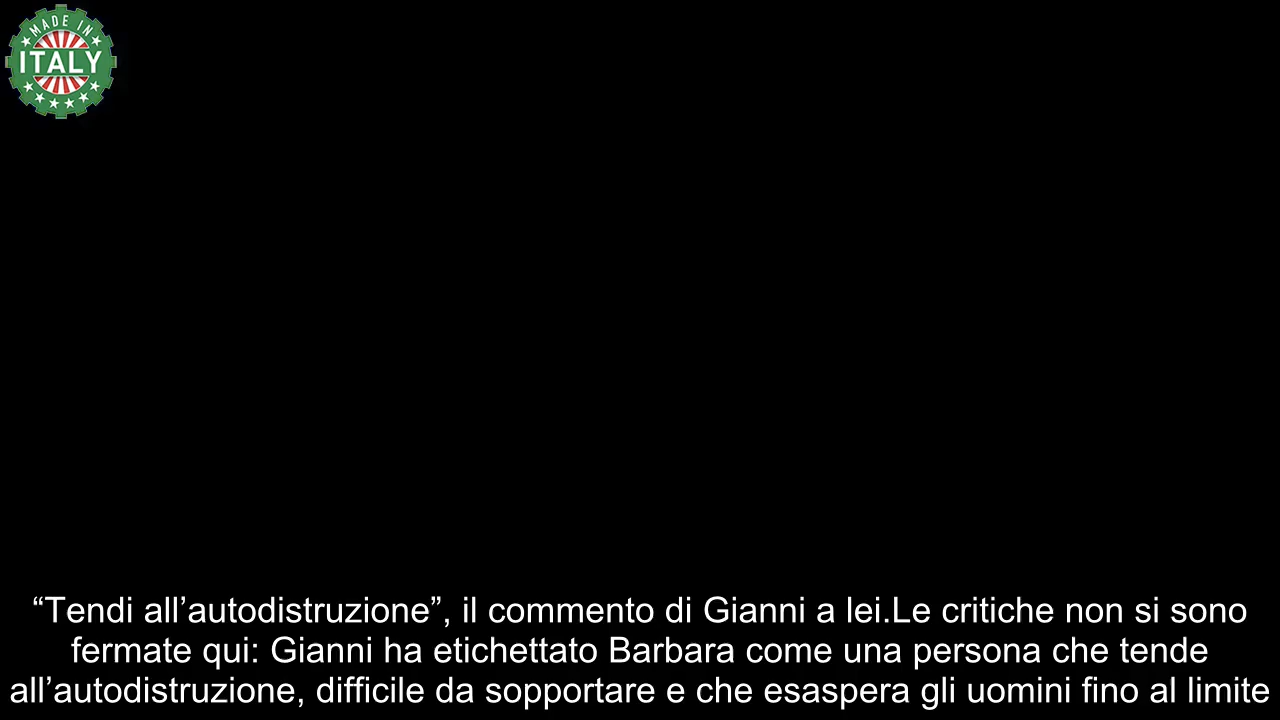 MADE IN
ITALY
“Tendi all’autodistruzione”, il commento di Gianni a lei.Le critiche non si sono
fermate qui: Gianni ha etichettato Barbara come una persona che tende
all’autodistruzione, difficile da sopportare e che esaspera gli uomini fino al limite